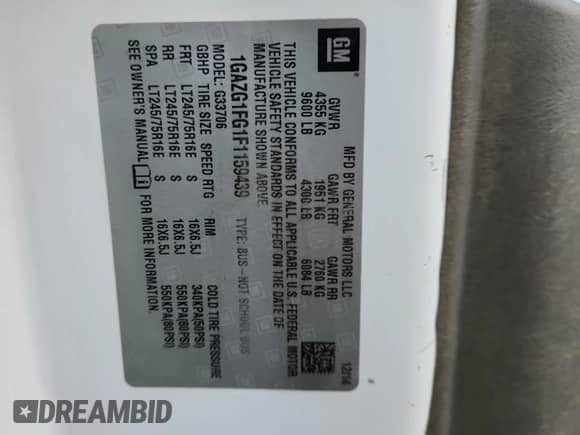 GM
MFD BY GENERAL MOTORS LLC
12/14
GVWR GAWR FRT GAWR RR
4355 KG 1951 KG 2760 KG
9600 LB 4300 LB 6084 LB
THIS VEHICLE CONFORMS TO ALL APPLICABLE U.S. FEDERAL MOTOR
VEHICLE SAFETY STANDARDS IN EFFECT ON THE DATE OF
MANUFACTURE SHOWN ABOVE.
1GAZG1FG1F1159439 TYPE: BUS-NOT SCHOOL BUS
MODEL: G33706
GBHP TIRE SIZE SPEED RTG RIM COLD TIRE PRESSURE
FRT LT245/75R16E S 16X6.5J 340KPA(50PSI)
RR LT245/75R16E S 16X6.5J 550KPA(80PSI)
SPA LT245/75R16E S 16X6.5J 550KPA(80PSI)
SEE OWNER'S MANUAL FOR MORE INFORMATION.
DREAMBID